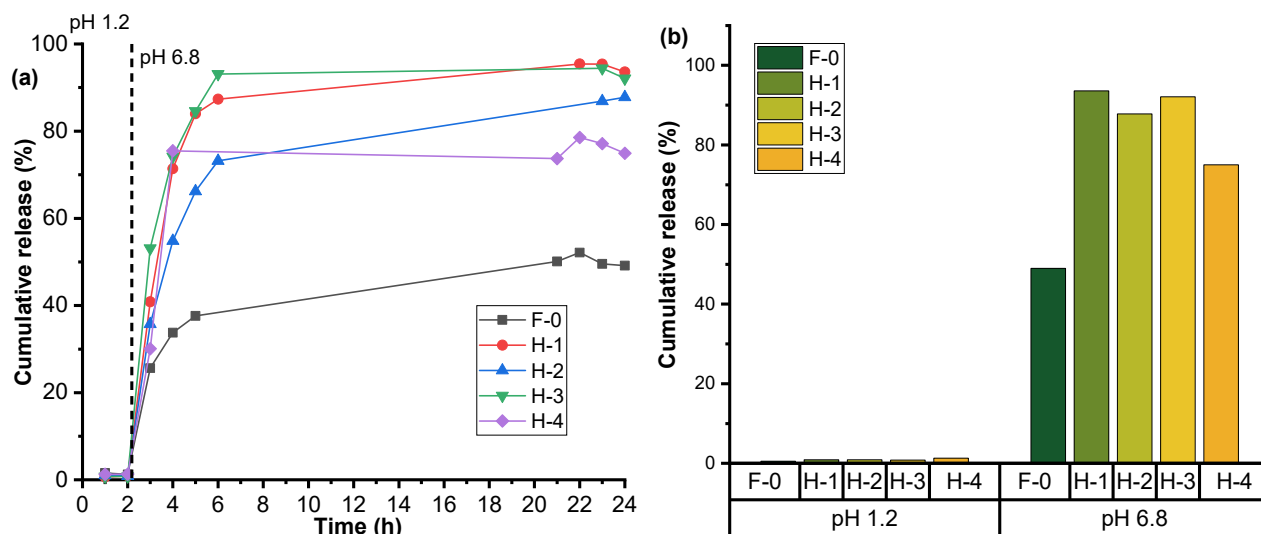 pH 1.2
pH 6.8
(a)
Cumulative release (%)
100
80
60
40
20
0
F-0
H-1
H-2
H-3
H-4
0 2 4 6 8 10 12 14 16 18 20 22 24
Time (h)
(b)
Cumulative release (%)
100
80
60
40
20
0
F-0
H-1
H-2
H-3
H-4
F-0 H-1 H-2 H-3 H-4 F-0 H-1 H-2 H-3 H-4
pH 1.2 pH 6.8